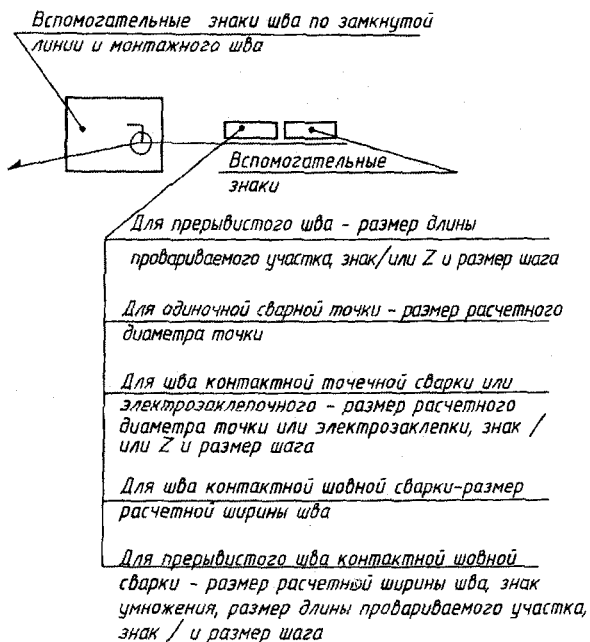 Вспомогательные знаки шва по замкнутой
линии и монтажного шва
Вспомогательные
знаки
Для прерывистого шва - размер длины
провариваемого участка, знак/или Z и размер шага
Для одиночной сварной точки - размер расчетного
диаметра точки
Для шва контактной точечной сварки или
электрозаклепочного - размер расчетного
диаметра точки или электрозаклепки, знак /
или Z и размер шага
Для шва контактной шовной сварки-размер
расчетной ширины шва
Для прерывистого шва контактной шовной
сварки - размер расчетной ширины шва, знак
умножения, размер длины провариваемого участка,
знак / и размер шага